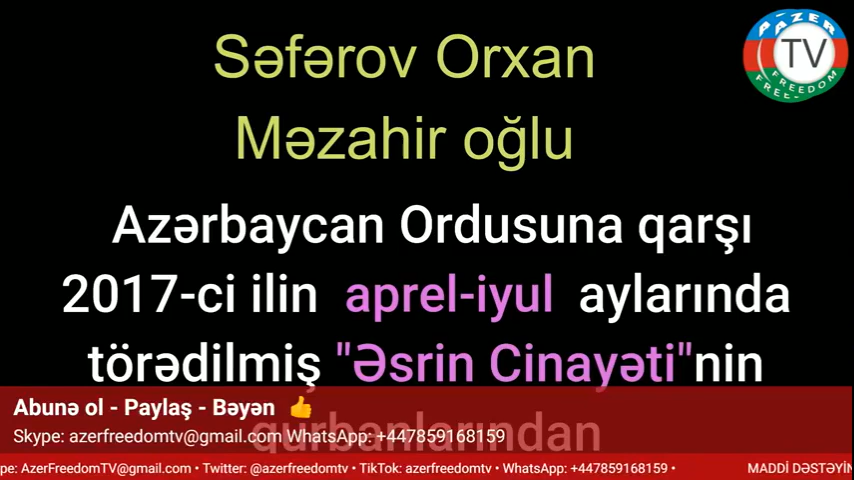 Səfərov Orxan
Məzahir oğlu
Azərbaycan Ordusuna qarşı
2017-ci ilin aprel-iyul aylarında
törədilmiş "Əsrin Cinayəti"nin
qurbanlarından
AZER
TV
FREEDOM
Abunə ol - Paylaş - Bəyən 👍
Skype: azerfreedomtv@gmail.com WhatsApp: +447859168159
pe: AzerFreedomTV@gmail.com • Twitter: @azerfreedomtv • TikTok: azerfreedomtv • WhatsApp: +447859168159 • MADDİ DƏSTƏYİN